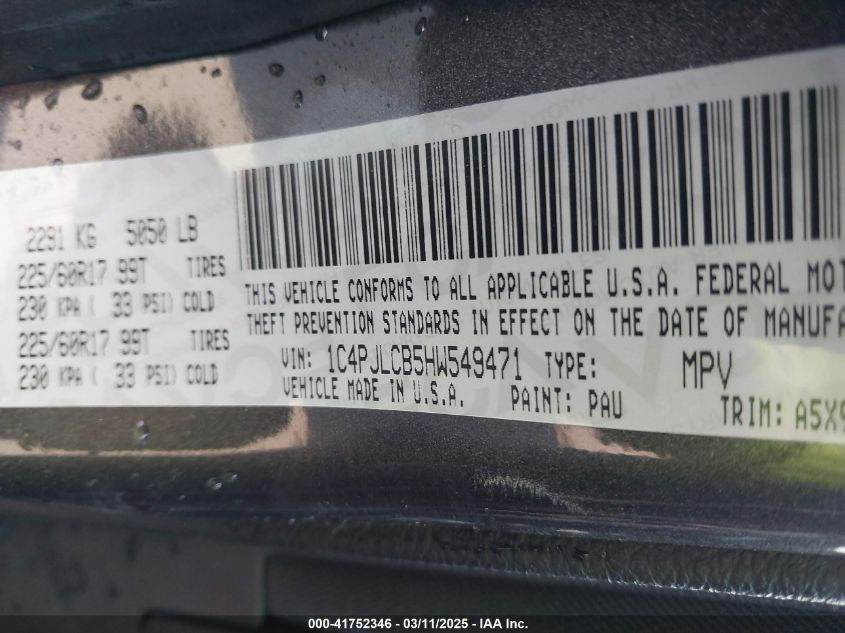 2291 KG 5050 LB
225/60R17 99T TIRES
230 KPA ( 33 PSI) COLD
225/60R17 99T TIRES
230 KPA ( 33 PSI) COLD
THIS VEHICLE CONFORMS TO ALL APPLICABLE U.S.A. FEDERAL MOT
THEFT PREVENTION STANDARDS IN EFFECT ON THE DATE OF MANUFA
VIN: 1C4PJLCB5HW549471 TYPE: MPV
VEHICLE MADE IN U.S.A. PAINT: PAU TRIM: A5X9
000-41752346 - 03/11/2025 - IAA Inc.